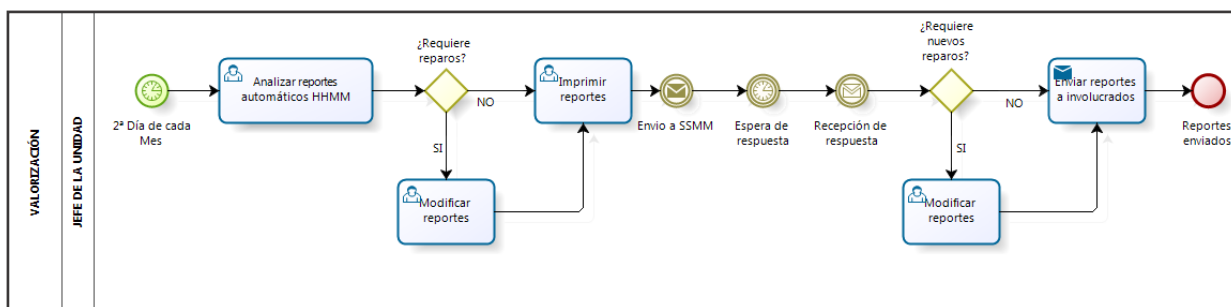 VALORIZACIÓN
JEFE DE LA UNIDAD
2ª Día de cada
Mes
Analizar reportes
automáticos HHMM
¿Requiere
reparos?
NO
SI
Modificar
reportes
Imprimir
reportes
Envio a SSMM
Espera de
respuesta
Recepción de
respuesta
¿Requiere
nuevos
reparos?
NO
SI
Modificar
reportes
Enviar reportes
a involucrados
Reportes
enviados